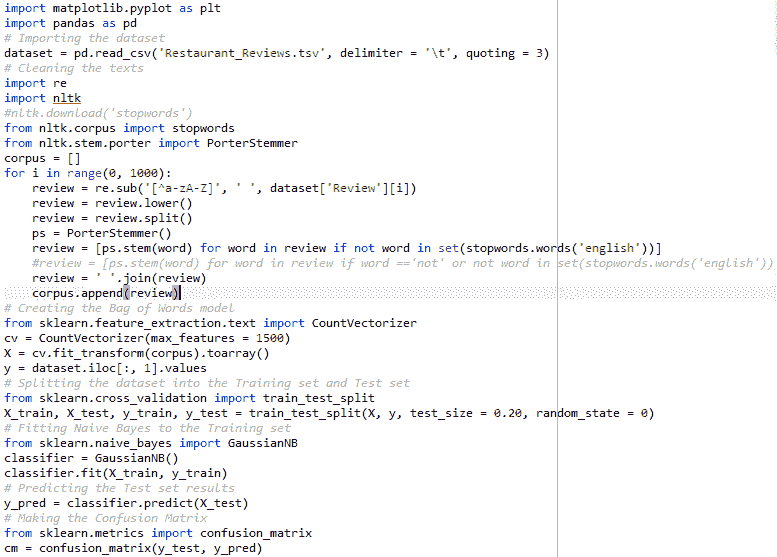 import matplotlib.pyplot as plt
import pandas as pd
# Importing the dataset
dataset = pd.read_csv('Restaurant_Reviews.tsv', delimiter = '\t', quoting = 3)
# Cleaning the texts
import re
import nltk
#nltk.download('stopwords')
from nltk.corpus import stopwords
from nltk.stem.porter import PorterStemmer
corpus = []
for i in range(0, 1000):
    review = re.sub('[^a-zA-Z]', ' ', dataset['Review'][i])
    review = review.lower()
    review = review.split()
    ps = PorterStemmer()
    review = [ps.stem(word) for word in review if not word in set(stopwords.words('english'))]
    #review = [ps.stem(word) for word in review if word =='not' or not word in set(stopwords.words('english'))
    review = ' '.join(review)
    corpus.append(review)
# Creating the Bag of Words model
from sklearn.feature_extraction.text import CountVectorizer
cv = CountVectorizer(max_features = 1500)
X = cv.fit_transform(corpus).toarray()
y = dataset.iloc[:, 1].values
# Splitting the dataset into the Training set and Test set
from sklearn.cross_validation import train_test_split
X_train, X_test, y_train, y_test = train_test_split(X, y, test_size = 0.20, random_state = 0)
# Fitting Naive Bayes to the Training set
from sklearn.naive_bayes import GaussianNB
classifier = GaussianNB()
classifier.fit(X_train, y_train)
# Predicting the Test set results
y_pred = classifier.predict(X_test)
# Making the Confusion Matrix
from sklearn.metrics import confusion_matrix
cm = confusion_matrix(y_test, y_pred)